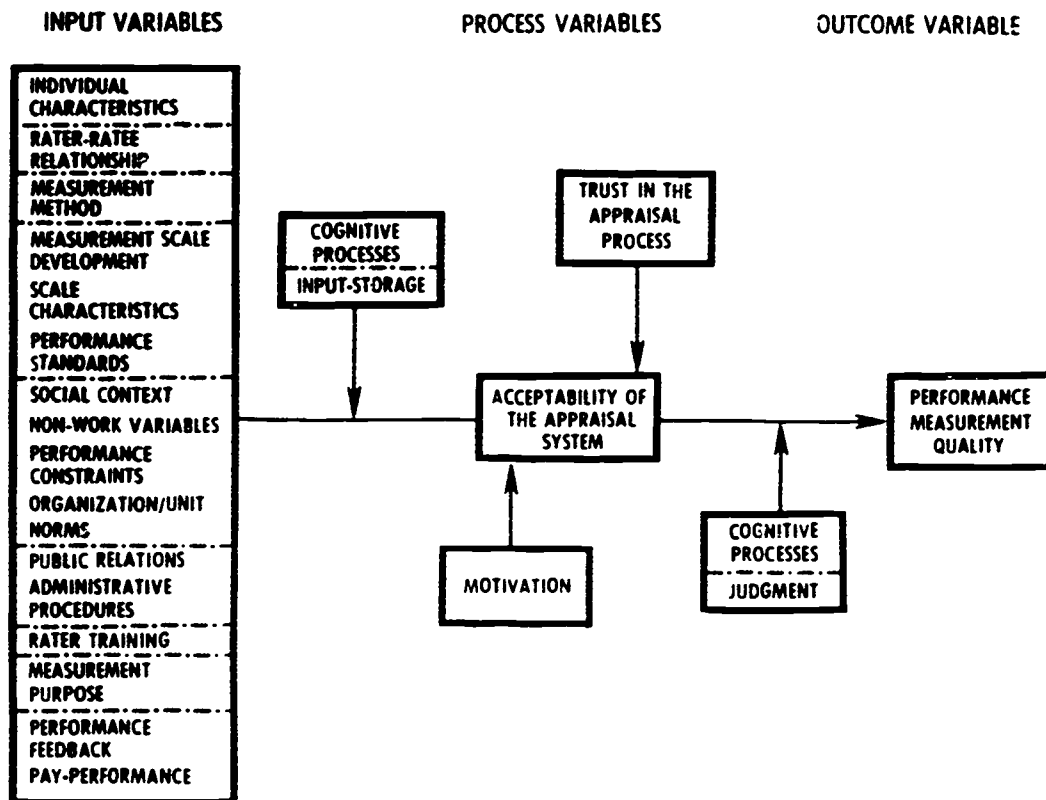 INPUT VARIABLES
PROCESS VARIABLES
OUTCOME VARIABLE
INDIVIDUAL
CHARACTERISTICS
RATER-RATEE
RELATIONSHIP
MEASUREMENT
METHOD
MEASUREMENT SCALE
DEVELOPMENT
SCALE
CHARACTERISTICS
PERFORMANCE
STANDARDS
SOCIAL CONTEXT
NON-WORK VARIABLES
PERFORMANCE
CONSTRAINTS
ORGANIZATION/UNIT
NORMS
PUBLIC RELATIONS
ADMINISTRATIVE
PROCEDURES
RATER TRAINING
MEASUREMENT
PURPOSE
PERFORMANCE
FEEDBACK
PAY-PERFORMANCE
COGNITIVE
PROCESSES
INPUT-STORAGE
TRUST IN THE
APPRAISAL
PROCESS
ACCEPTABILITY OF
THE APPRAISAL
SYSTEM
MOTIVATION
COGNITIVE
PROCESSES
JUDGMENT
PERFORMANCE
MEASUREMENT
QUALITY